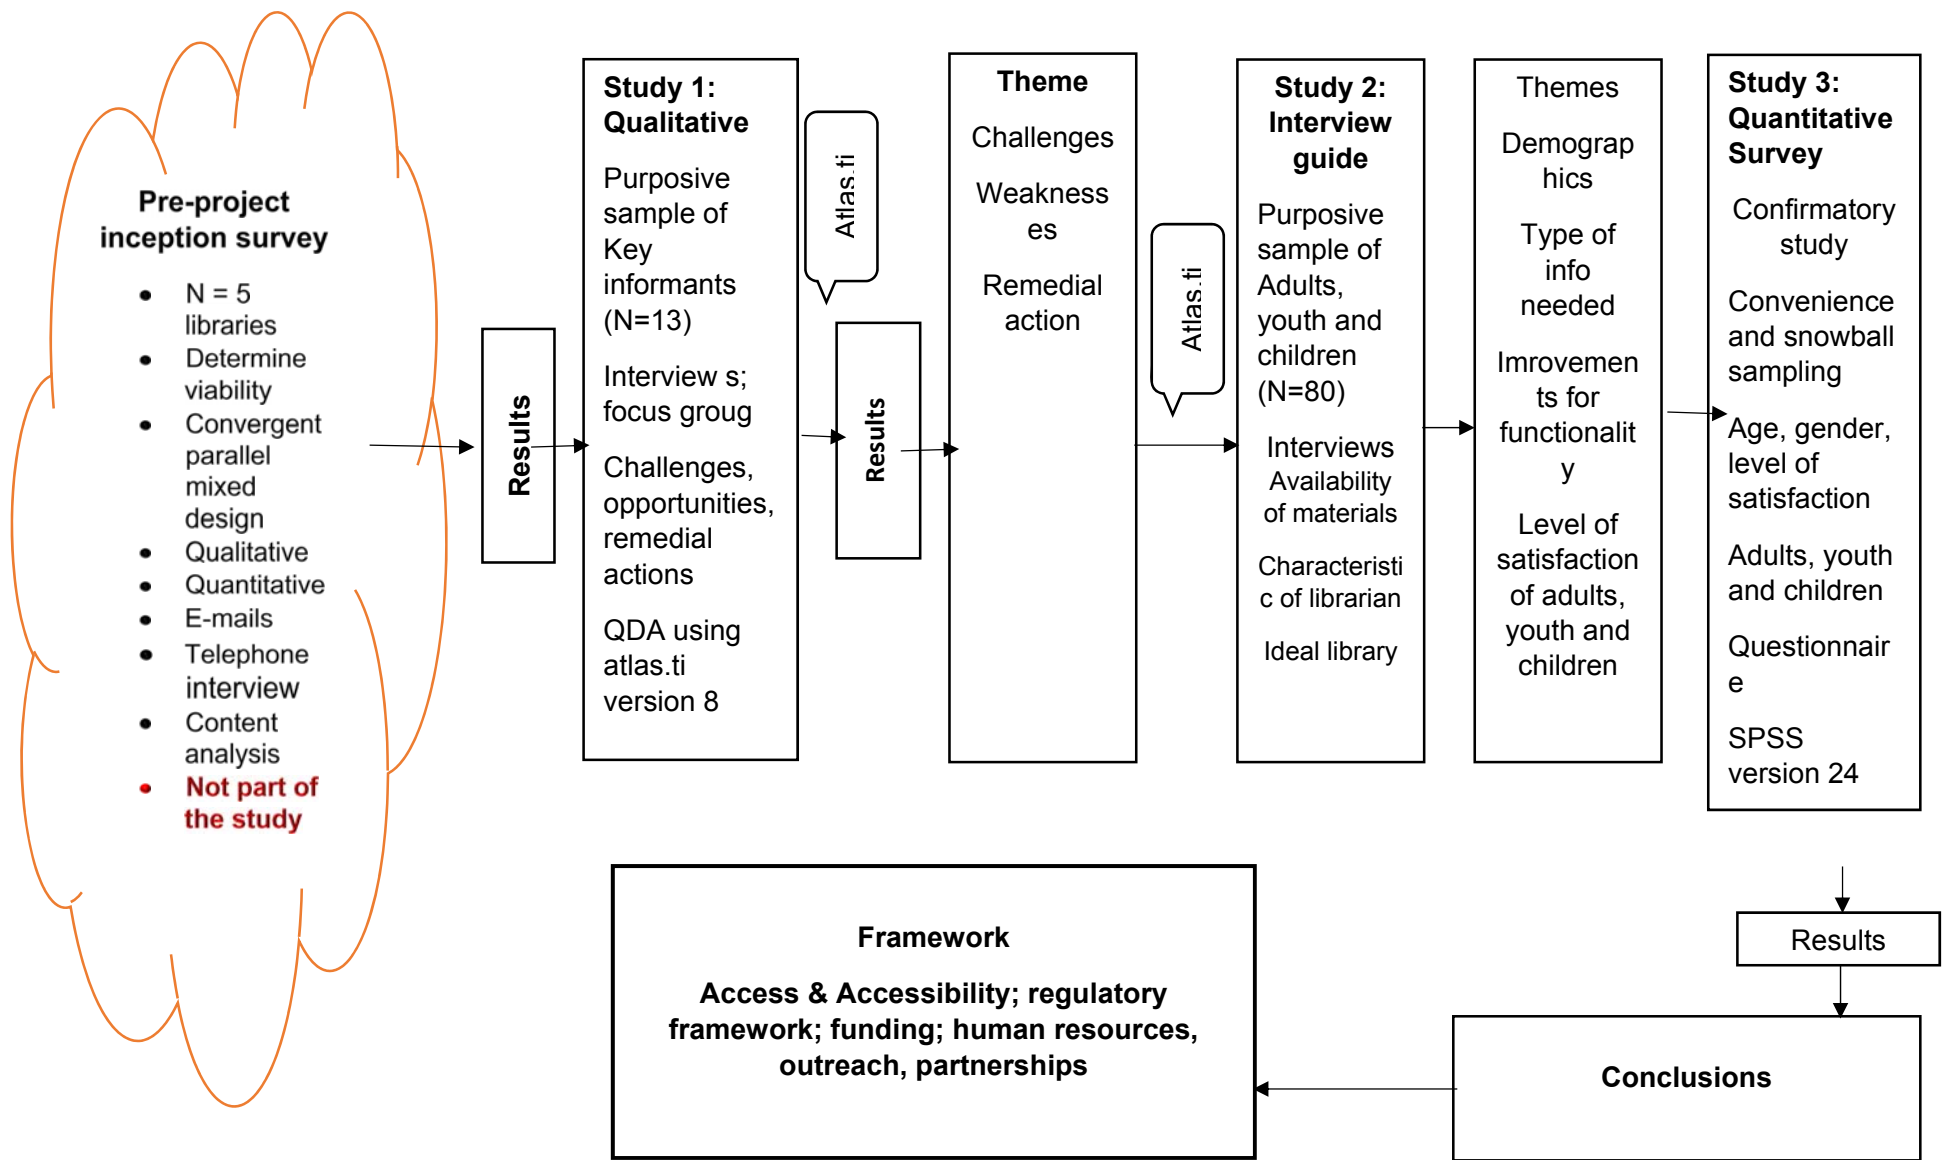 Pre-project
inception survey
● N = 5
libraries
● Determine
viability
● Convergent
parallel
mixed
design
● Qualitative
● Quantitative
● E-mails
● Telephone
interview
● Content
analysis
● Not part of
the study
Results
Study 1:
Qualitative
Purposive
sample of
Key
informants
(N=13)
Interview s;
focus groug
Challenges,
opportunities,
remedial
actions
QDA using
atlas.ti
version 8
Atlas.ti
Results
Theme
Challenges
Weakness
es
Remedial
action
Atlas.ti
Study 2:
Interview
guide
Purposive
sample of
Adults,
youth and
children
(N=80)
Interviews
Availability
of materials
Characteristi
c of librarian
Ideal library
Themes
Demograp
hics
Type of
info
needed
Imrovemen
ts for
functionalit
y
Level of
satisfaction
of adults,
youth and
children
Study 3:
Quantitative
Survey
Confirmatory
study
Convenience
and snowball
sampling
Age, gender,
level of
satisfaction
Adults, youth
and children
Questionnair
e
SPSS
version 24
Results
Conclusions
Framework
Access & Accessibility; regulatory
framework; funding; human resources,
outreach, partnerships